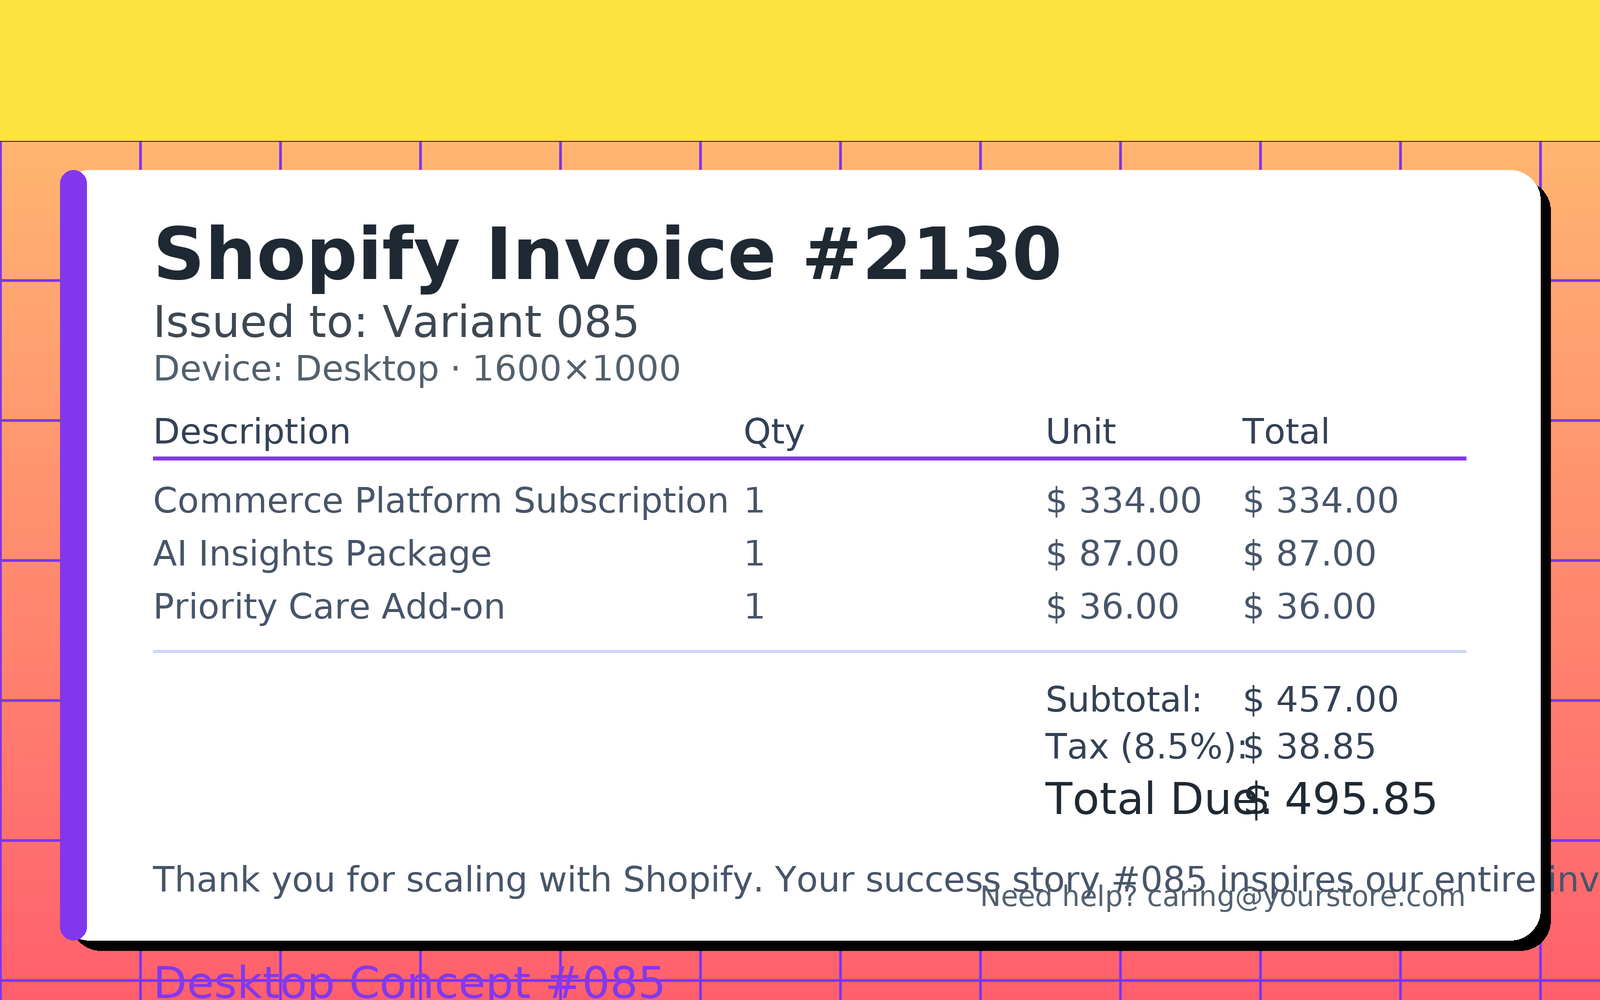 Shopify Invoice #2130
Issued to: Variant 085
Device: Desktop · 1600×1000
Description Qty Unit Total
Commerce Platform Subscription 1 $ 334.00 $ 334.00
AI Insights Package 1 $ 87.00 $ 87.00
Priority Care Add-on 1 $ 36.00 $ 36.00
Subtotal: $ 457.00
Tax (8.5%): $ 38.85
Total Due: $ 495.85
Thank you for scaling with Shopify. Your success story #085 inspires our entire
Need help? caring@yourstore.com
Desktop Concept #085